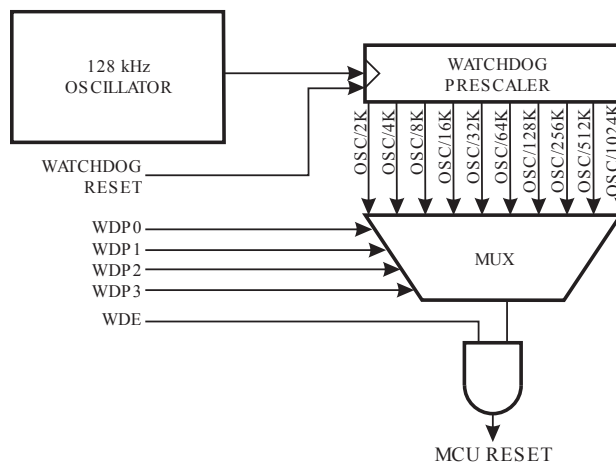 128 kHz
OSCILLATOR
WATCHDOG
PRESCALER
OSC/2K
OSC/4K
OSC/8K
OSC/16K
OSC/32K
OSC/64K
OSC/128K
OSC/256K
OSC/512K
OSC/1024K
WATCHDOG
RESET
WDP0
WDP1
WDP2
WDP3
WDE
MUX
MCU RESET